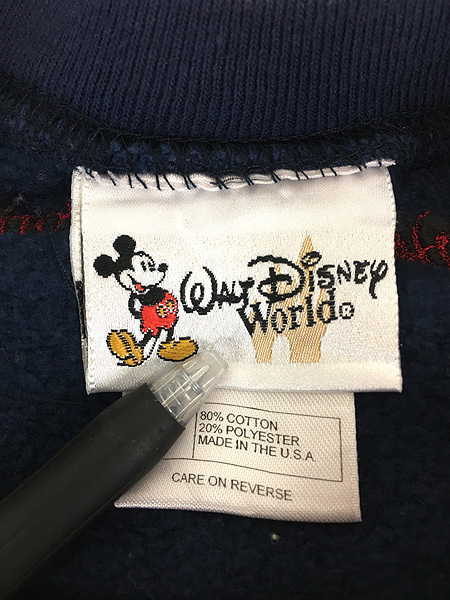 Walt Disney
World®
80% COTTON
20% POLYESTER
MADE IN THE U.S.A.
CARE ON REVERSE